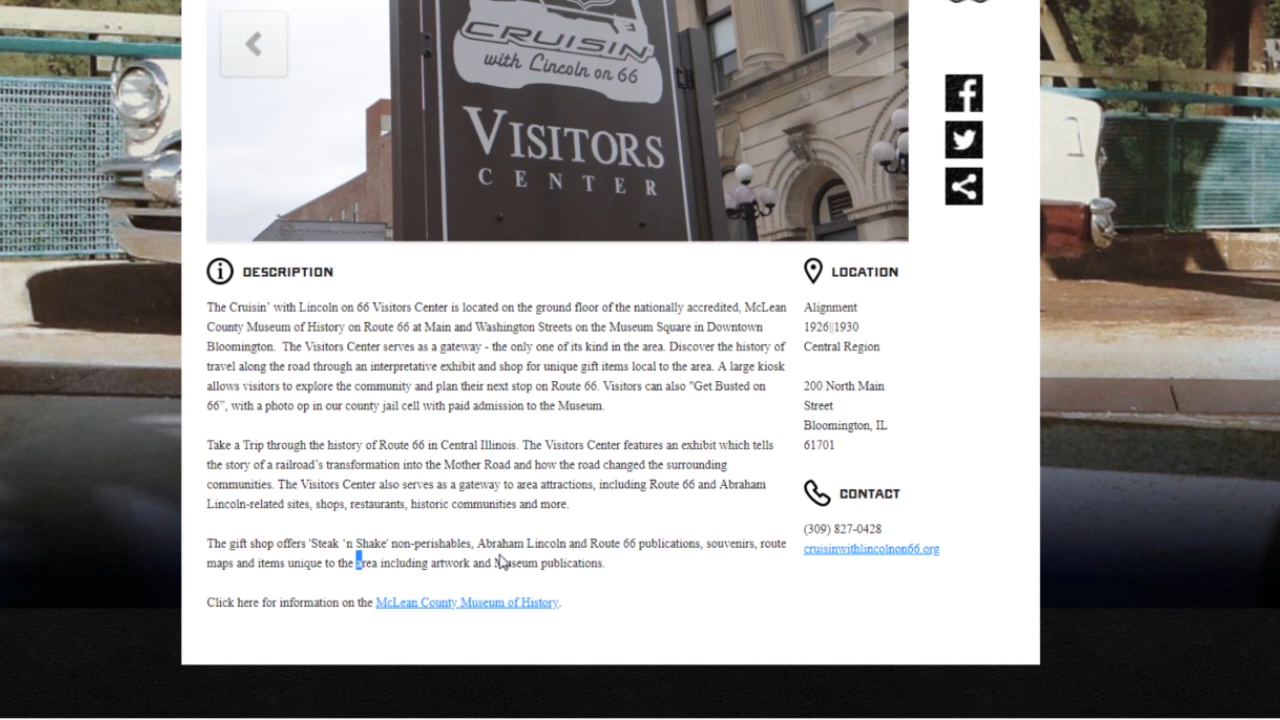 CRUISIN
with Lincoln on 66
VISITORS
CENTER
DESCRIPTION
The Cruisin' with Lincoln on 66 Visitors Center is located on the ground floor of the nationally accredited, McLean
County Museum of History on Route 66 at Main and Washington Streets on the Museum Square in Downtown
Bloomington.  The Visitors Center serves as a gateway - the only one of its kind in the area. Discover the history of
travel along the road through an interpretative exhibit and shop for unique gift items local to the area. A large kiosk
allows visitors to explore the community and plan their next stop on Route 66. Visitors can also "Get Busted on
66”, with a photo op in our county jail cell with paid admission to the Museum.
Take a Trip through the history of Route 66 in Central Illinois. The Visitors Center features an exhibit which tells
the story of a railroad’s transformation into the Mother Road and how the road changed the surrounding
communities. The Visitors Center also serves as a gateway to area attractions, including Route 66 and Abraham
Lincoln-related sites, shops, restaurants, historic communities and more.
The gift shop offers 'Steak ‘n Shake' non-perishables, Abraham Lincoln and Route 66 publications, souvenirs, route
maps and items unique to the area including artwork and Museum publications.
Click here for information on the McLean County Museum of History.
LOCATION
Alignment
1926||1930
Central Region
200 North Main
Street
Bloomington, IL
61701
CONTACT
(309) 827-0428
cruisinwithlincolnon66.org